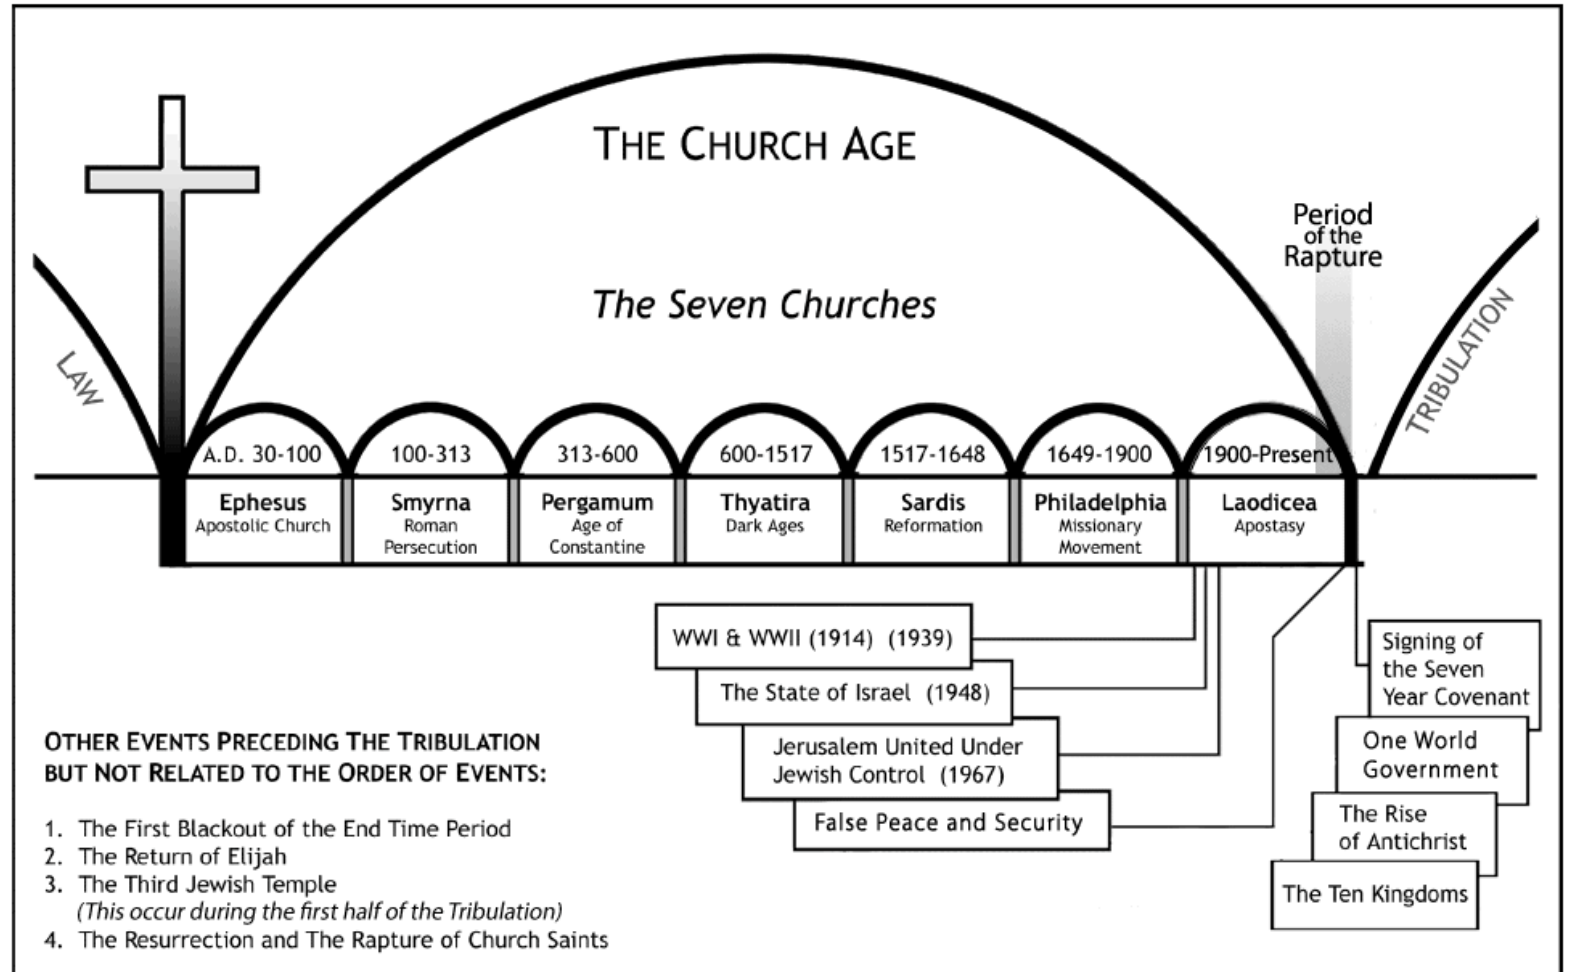 THE CHURCH AGE
The Seven Churches
Period
of the
Rapture
LAW
TRIBULATION
A.D. 30-100
100-313
313-600
600-1517
1517-1648
1649-1900
1900-Present
Ephesus
Apostolic Church
Smyrna
Roman
Persecution
Pergamum
Age of
Constantine
Thyatira
Dark Ages
Sardis
Reformation
Philadelphia
Missionary
Movement
Laodicea
Apostasy
WWI & WWII (1914) (1939)
The State of Israel (1948)
Jerusalem United Under
Jewish Control (1967)
False Peace and Security
Signing of
the Seven
Year Covenant
One World
Government
The Rise
of Antichrist
The Ten Kingdoms
OTHER EVENTS PRECEDING THE TRIBULATION
BUT NOT RELATED TO THE ORDER OF EVENTS:
1. The First Blackout of the End Time Period
2. The Return of Elijah
3. The Third Jewish Temple
(This occur during the first half of the Tribulation)
4. The Resurrection and The Rapture of Church Saints